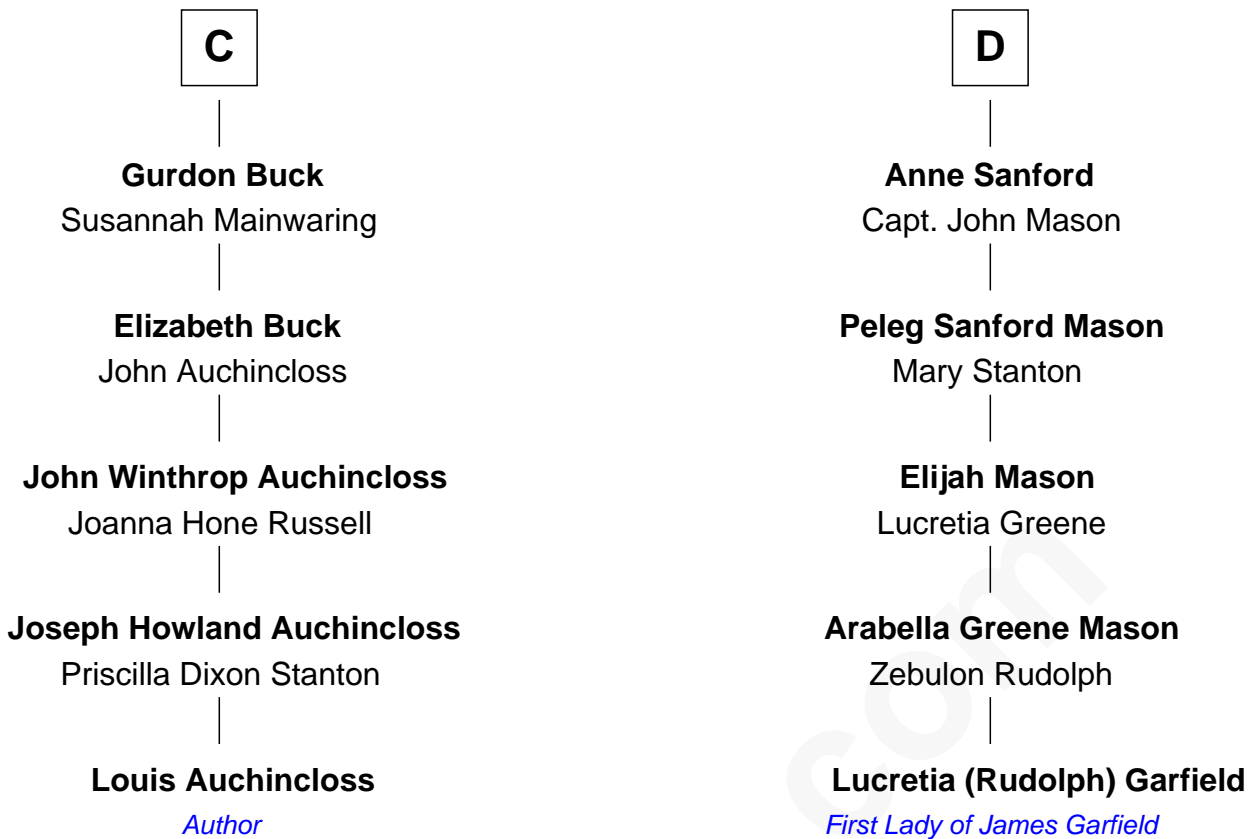 C
Gurdon Buck
Susannah Mainwaring
Elizabeth Buck
John Auchincloss
John Winthrop Auchincloss
Joanna Hone Russell
Joseph Howland Auchincloss
Priscilla Dixon Stanton
Louis Auchincloss
Author
D
Anne Sanford
Capt. John Mason
Peleg Sanford Mason
Mary Stanton
Elijah Mason
Lucretia Greene
Arabella Greene Mason
Zebulon Rudolph
Lucretia (Rudolph) Garfield
First Lady of James Garfield
com